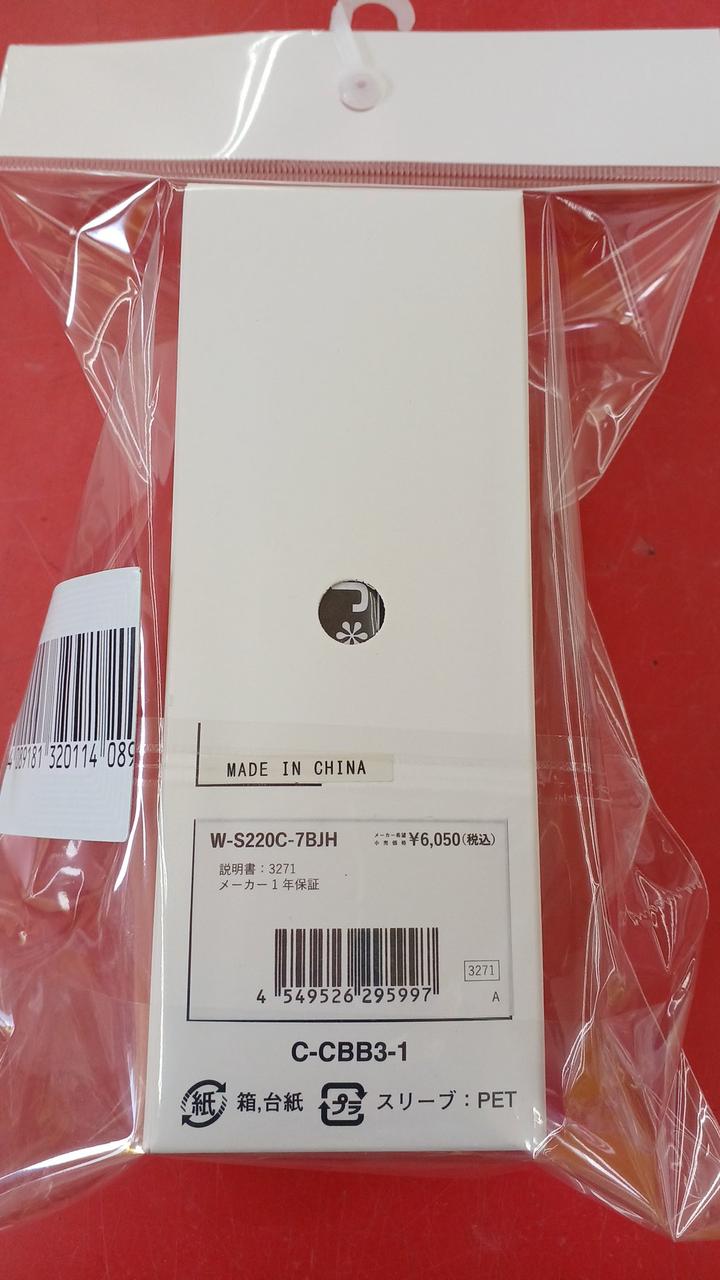 4 089181 320114 089
MADE IN CHINA
W-S220C-7BJH メーカー希望小売価格 ¥6,050(税込)
説明書：3271
メーカー1年保証
3271
4 549526 295997 A
C-CBB3-1
紙 箱,台紙 プラ スリーブ：PET